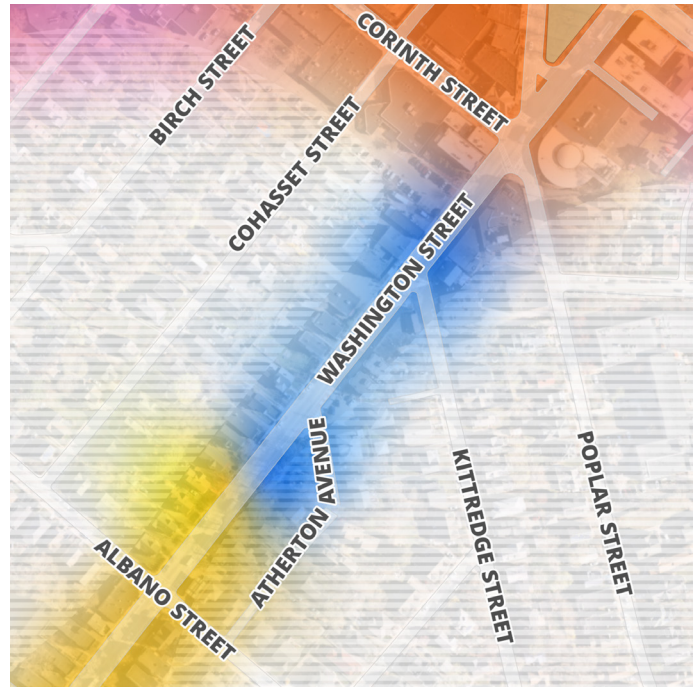 CORINTH STREET
BIRCH STREET
COHASSET STREET
WASHINGTON STREET
ATHERTON AVENUE
KITTREDGE STREET
POPLAR STREET
ALBANO STREET